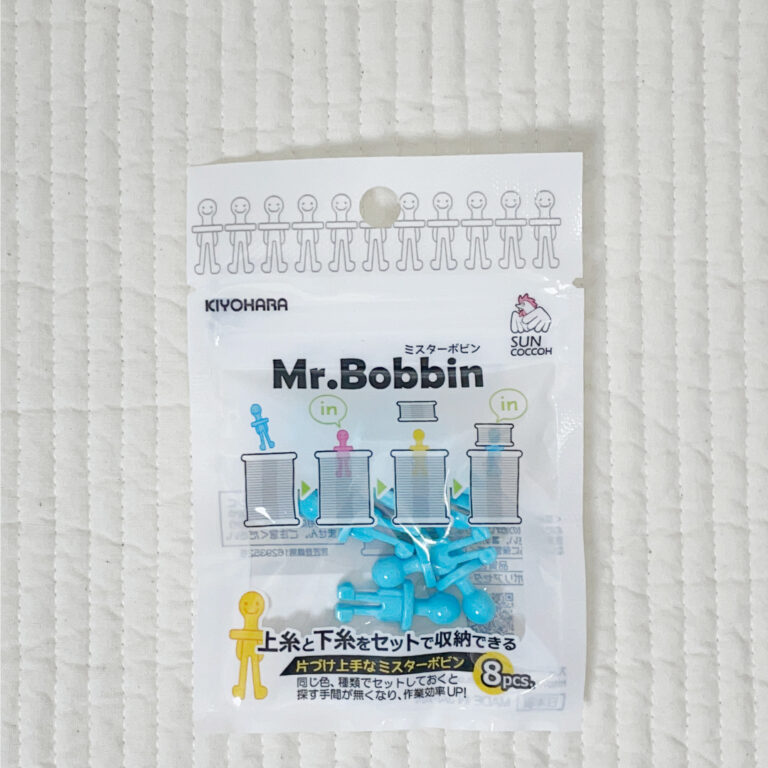 KIYOHARA
SUN
COCCOH
ミスターボビン
Mr.Bobbin
in
in
上糸と下糸をセットで収納できる
片づけ上手なミスターボビン
8pcs.
同じ色、種類でセットしておくと
探す手間が無くなり、作業効率UP!